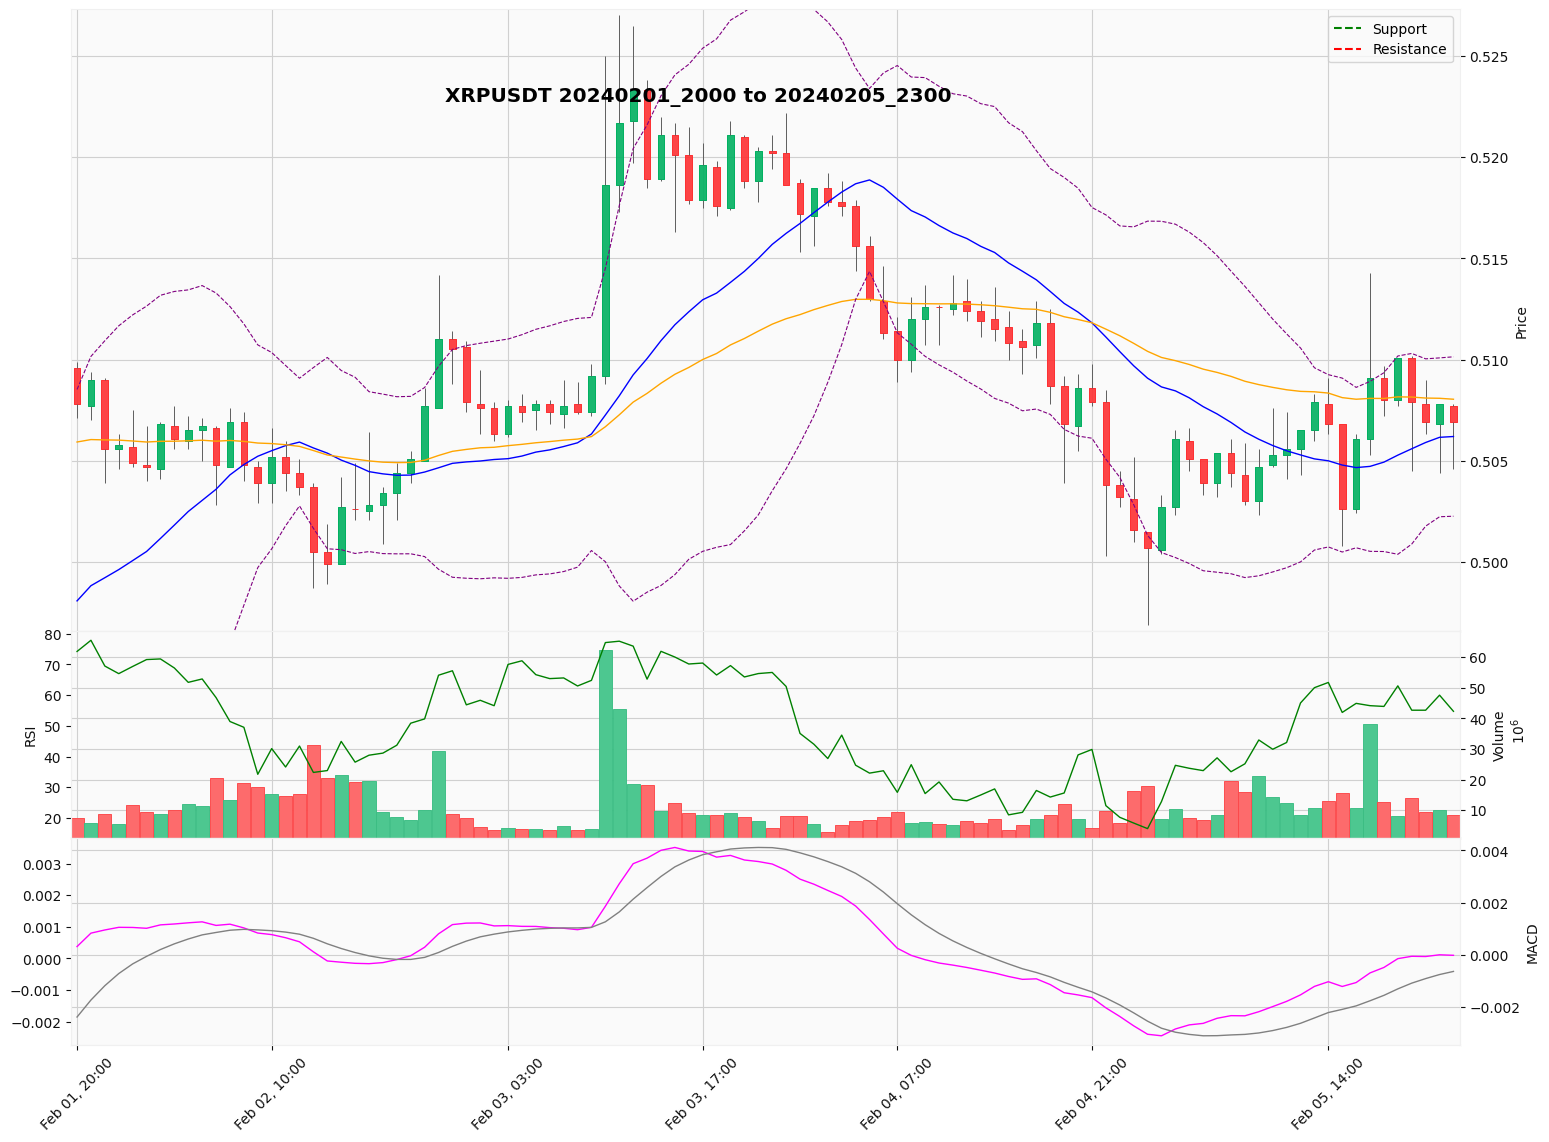 XRPUSDT 20240201_2000 to 20240205_2300
Support
Resistance
0.525
0.520
0.515
0.510
0.505
0.500
Price
80
70
60
50
40
30
20
RSI
60
50
40
30
20
10
Volume
10^6
0.003
0.002
0.001
0.000
−0.001
−0.002
0.004
0.002
0.000
−0.002
MACD
Feb 01, 20:00
Feb 02, 10:00
Feb 03, 03:00
Feb 03, 17:00
Feb 04, 07:00
Feb 04, 21:00
Feb 05, 14:00